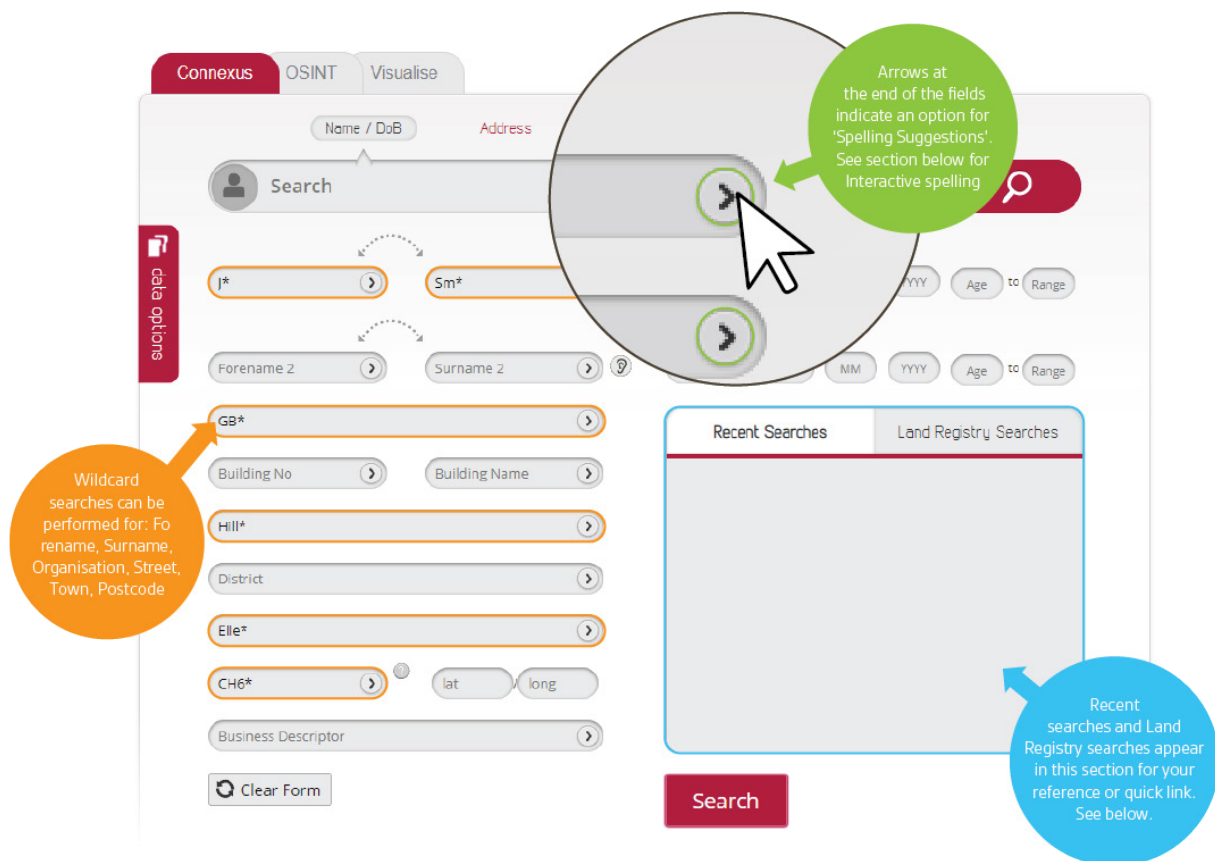 Connexus OSINT Visualise
Arrows at
the end of the fields
indicate an option for
'Spelling Suggestions'.
See section below for
Interactive spelling
Name / DoB Address
Search
data options
J* Sm* YYYY Age to Range
Forename 2 Surname 2 MM YYYY Age to Range
GB*
Recent Searches Land Registry Searches
Building No Building Name
Wildcard
searches can be
performed for: Fo
rename, Surname,
Organisation, Street,
Town, Postcode
Hill*
District
Elle*
CH6* ? lat / long
Business Descriptor
Clear Form
Search
Recent
searches and Land
Registry searches appear
in this section for your
reference or quick link.
See below.